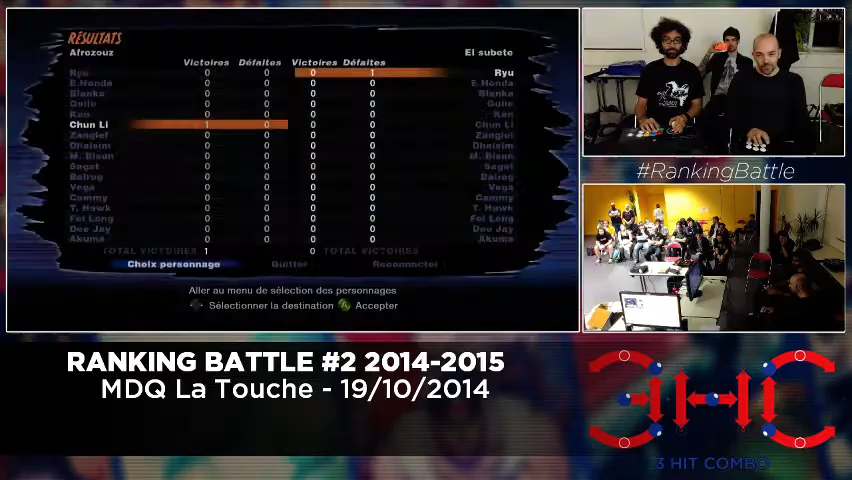 RÉSULTATS
Afrozouz El subete
Victoires Défaites Victoires Défaites
Ryu 0 0 0 1 Ryu
E.Honda 0 0 0 0 E.Honda
Blanka 0 0 0 0 Blanka
Guile 0 0 0 0 Guile
Ken 0 0 0 0 Ken
Chun Li 1 0 0 0 Chun Li
Zangief 0 0 0 0 Zangief
Dhalsim 0 0 0 0 Dhalsim
M. Bison 0 0 0 0 M. Bison
Sagat 0 0 0 0 Sagat
Balrog 0 0 0 0 Balrog
Vega 0 0 0 0 Vega
Cammy 0 0 0 0 Cammy
T. Hawk 0 0 0 0 T. Hawk
Fei Long 0 0 0 0 Fei Long
Dee Jay 0 0 0 0 Dee Jay
Akuma 0 0 0 0 Akuma
TOTAL VICTOIRES 1 0 TOTAL VICTOIRES
Choix personnage Quitter Reconnecter
Aller au menu de sélection des personnages
Sélectionner la destination A Accepter
#RankingBattle
RANKING BATTLE #2 2014-2015
MDQ La Touche - 19/10/2014
3HC
3 HIT COMBO